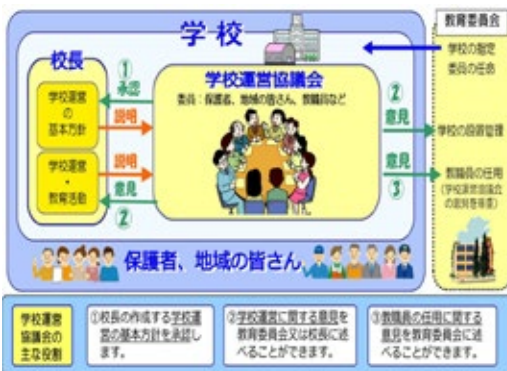 学校
教育委員会
学校の指定
委員の任命
校長
学校運営
の
基本方針
①
承認
説明
学校運営協議会
委員：保護者、地域の皆さん、教職員など
②
意見
学校の設置管理
学校運営
・
教育活動
説明
意見
②
意見
③
教職員の任用
(学校運営協議会
保護者、地域の皆さん
学校運営
協議会の
主な役割
①校長の作成する学校運
営の基本方針を承認し
ます。
②学校運営に関する意見を
教育委員会又は校長に述
べることができます。
③教職員の任用に関する
意見を教育委員会に述
べることができます。